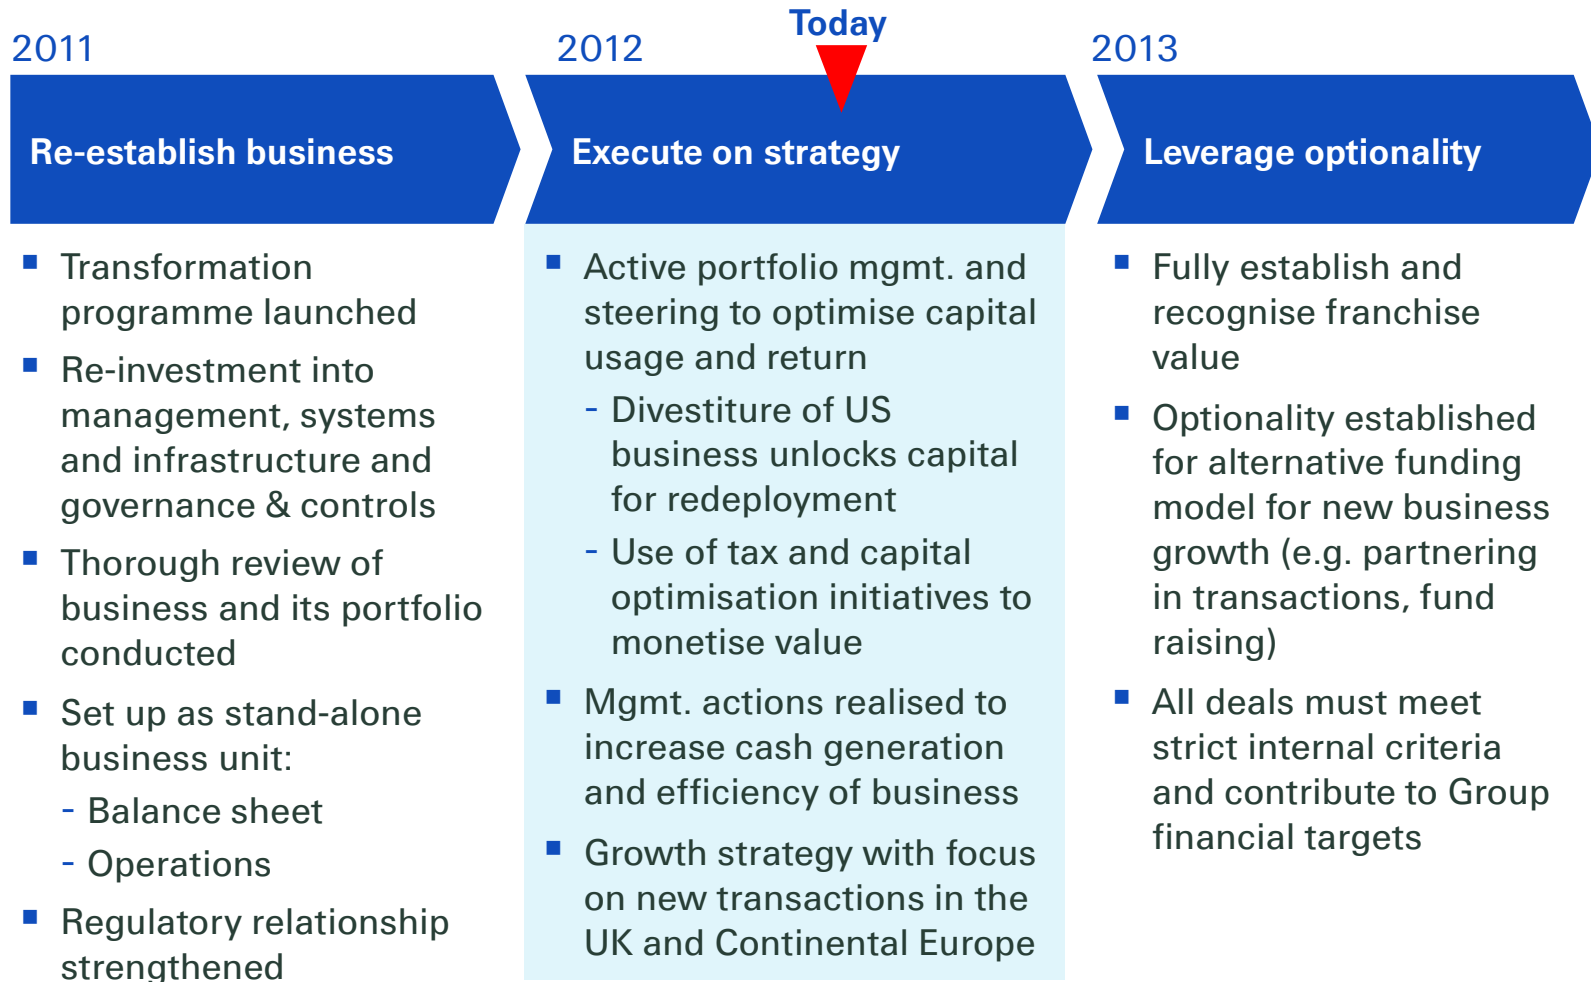 2011
2012
Today
2013
Re-establish business
Execute on strategy
Leverage optionality
▪ Transformation
programme launched
▪ Re-investment into
management, systems
and infrastructure and
governance & controls
▪ Thorough review of
business and its portfolio
conducted
▪ Set up as stand-alone
business unit:
- Balance sheet
- Operations
▪ Regulatory relationship
strengthened
▪ Active portfolio mgmt. and
steering to optimise capital
usage and return
- Divestiture of US
business unlocks capital
for redeployment
- Use of tax and capital
optimisation initiatives to
monetise value
▪ Mgmt. actions realised to
increase cash generation
and efficiency of business
▪ Growth strategy with focus
on new transactions in the
UK and Continental Europe
▪ Fully establish and
recognise franchise
value
▪ Optionality established
for alternative funding
model for new business
growth (e.g. partnering
in transactions, fund
raising)
▪ All deals must meet
strict internal criteria
and contribute to Group
financial targets